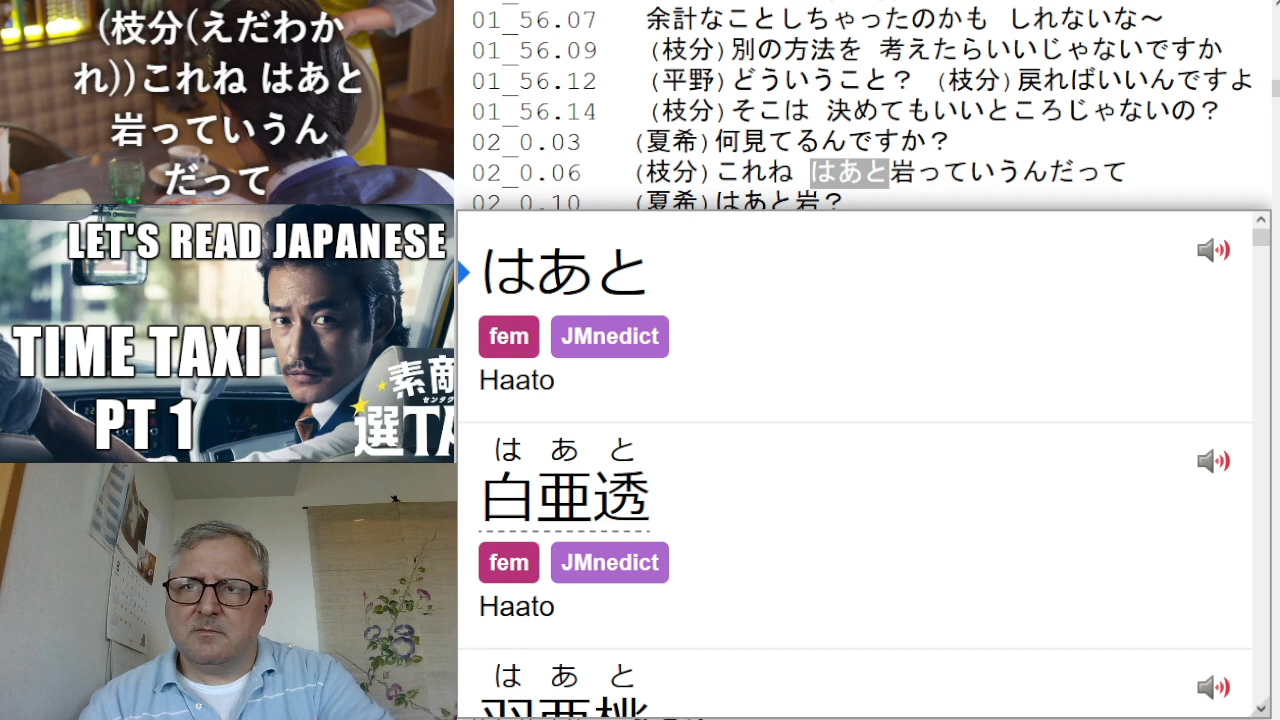 (枝分(えだわか
れ))これね はあと
岩っていうん
だって
LET'S READ JAPANESE
TIME TAXI
PT 1
素敵
センタク
選TA
01_56.07 余計なことしちゃったのかも しれないな～
01_56.09 (枝分)別の方法を 考えたらいいじゃないですか
01_56.12 (平野)どういうこと？ (枝分)戻ればいいんですよ
01_56.14 (枝分)そこは 決めてもいいところじゃないの？
02_0.03 (夏希)何見てるんですか？
02_0.06 (枝分)これね はあと岩っていうんだって
02_0.10 (夏希)はあと岩？
はあと
fem JMnedict
Haato
はあと
白亜透
fem JMnedict
Haato
はあと
羽亜桃